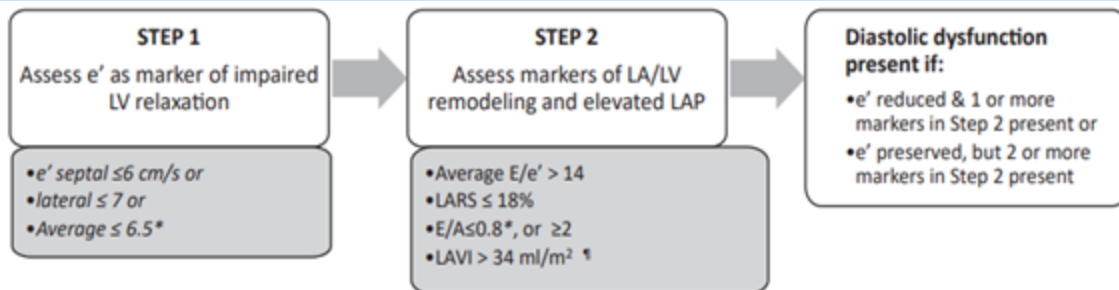 STEP 1
Assess e' as marker of impaired
LV relaxation
•e' septal ≤6 cm/s or
•lateral ≤ 7 or
•Average ≤ 6.5*
STEP 2
Assess markers of LA/LV
remodeling and elevated LAP
•Average E/e' > 14
•LARS ≤ 18%
•E/A≤0.8*, or ≥2
•LAVI > 34 ml/m² ¶
Diastolic dysfunction
present if:
•e' reduced & 1 or more
markers in Step 2 present or
•e' preserved, but 2 or more
markers in Step 2 present